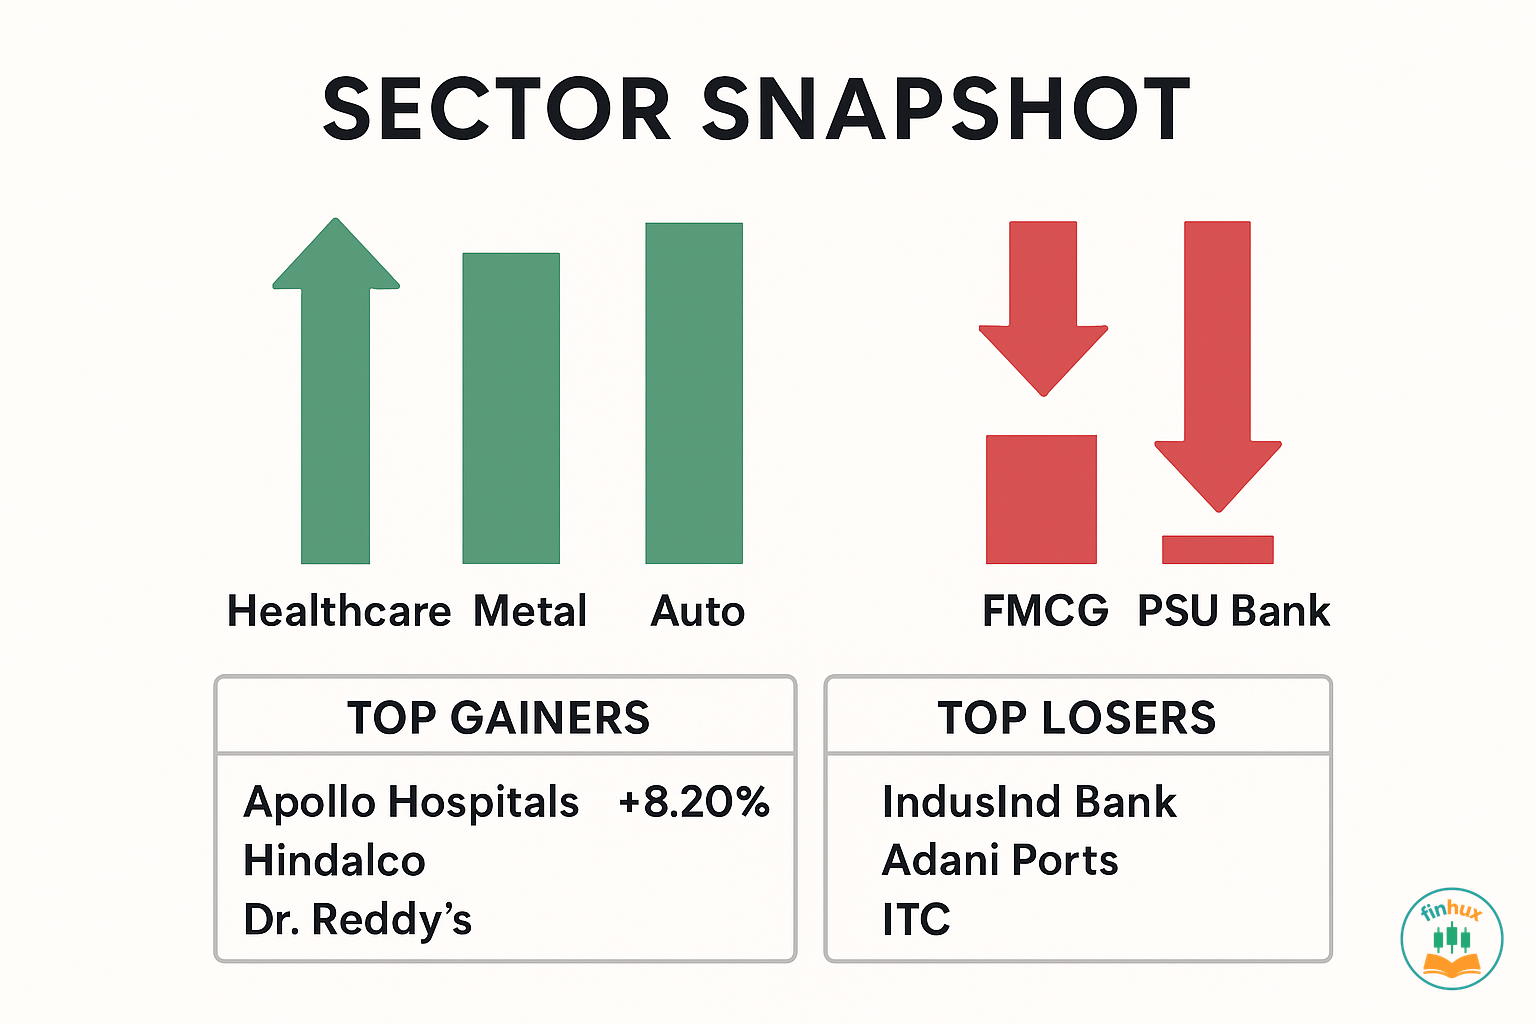 SECTOR SNAPSHOT
Healthcare Metal Auto FMCG PSU Bank
TOP GAINERS
Apollo Hospitals +8.20%
Hindalco
Dr. Reddy’s
TOP LOSERS
IndusInd Bank
Adani Ports
ITC
finhux